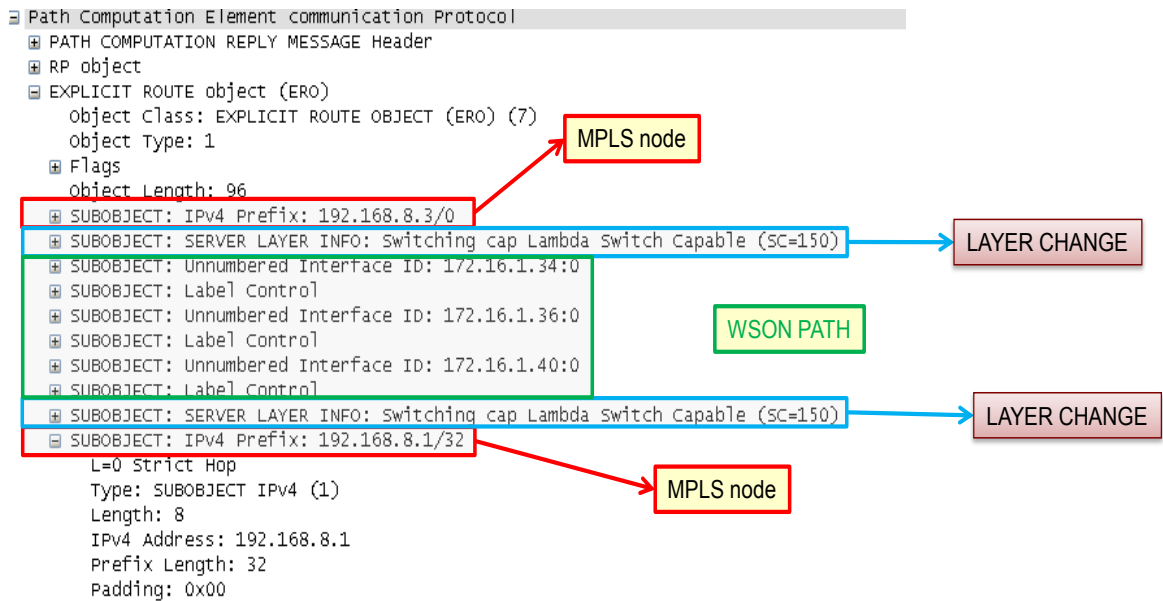 Path Computation Element communication Protocol
PATH COMPUTATION REPLY MESSAGE Header
RP object
EXPLICIT ROUTE object (ERO)
Object Class: EXPLICIT ROUTE OBJECT (ERO) (7)
Object Type: 1
MPLS node
Flags
Object Length: 96
SUBOBJECT: IPv4 Prefix: 192.168.8.3/0
SUBOBJECT: SERVER LAYER INFO: Switching cap Lambda Switch Capable (SC=150)
LAYER CHANGE
SUBOBJECT: Unnumbered Interface ID: 172.16.1.34:0
SUBOBJECT: Label Control
SUBOBJECT: Unnumbered Interface ID: 172.16.1.36:0
WSON PATH
SUBOBJECT: Label Control
SUBOBJECT: Unnumbered Interface ID: 172.16.1.40:0
SUBOBJECT: Label Control
SUBOBJECT: SERVER LAYER INFO: Switching cap Lambda Switch Capable (SC=150)
LAYER CHANGE
SUBOBJECT: IPv4 Prefix: 192.168.8.1/32
L=0 Strict Hop
Type: SUBOBJECT IPv4 (1)
MPLS node
Length: 8
IPv4 Address: 192.168.8.1
Prefix Length: 32
Padding: 0x00